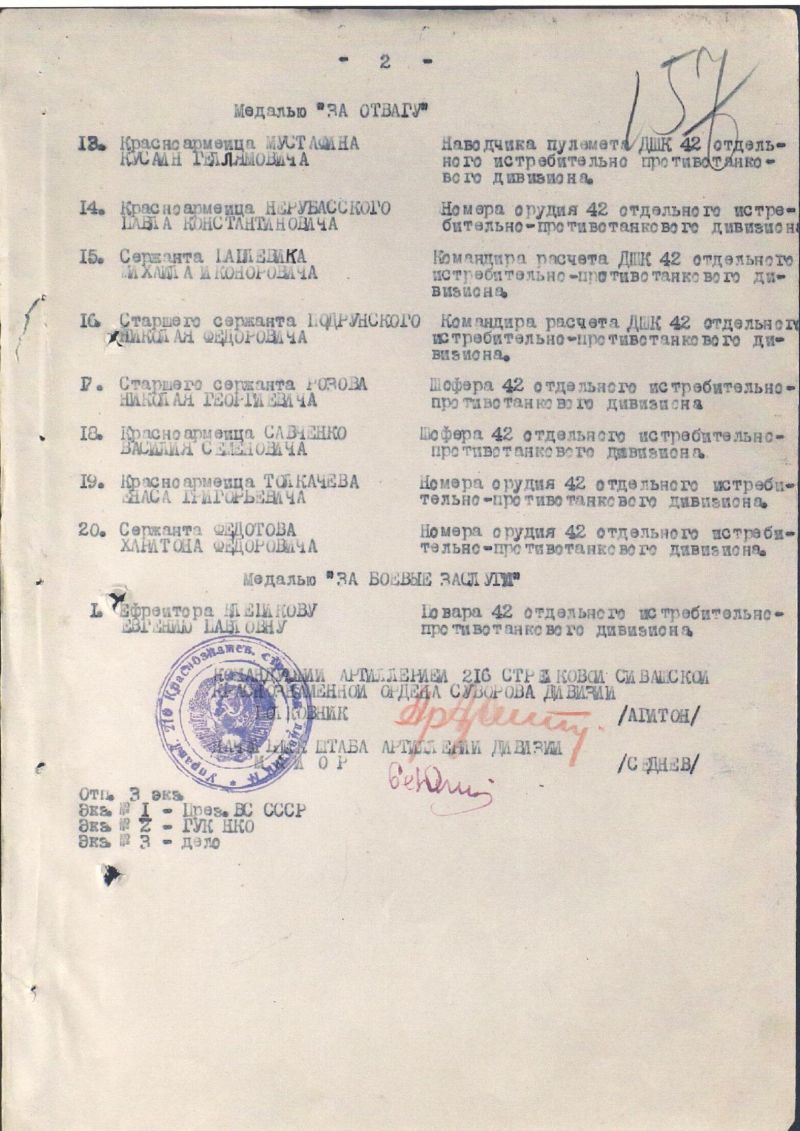 - 2 -
157
Медалью "ЗА ОТВАГУ"
13. Красноармейца МУСТАФИНА
КУСАИН ГЕЛЛЯМОВИЧА
Наводчика пулемета ДШК 42 отдель-
ного истребительно противотанко-
вого дивизиона.
14. Красноармейца НЕРУБАССКОГО
ПАВЛА КОНСТАНТИНОВИЧА
Номера орудия 42 отдельного истре-
бительно-противотанкового дивизиона
15. Сержанта
МИХАИЛА
Командира расчета ДШК 42 отдельного
истребительно-противотанкового ди-
визиона.
16. Старшего сержанта ПОДРУНСКОГО
НИКОЛАЯ ФЕДОРОВИЧА
Командира расчета ДШК 42 отдельного
истребительно-противотанкового ди-
визиона.
17. Старшего сержанта РОЗОВА
НИКОЛАЯ ГЕОРГИЕВИЧА
Шофера 42 отдельного истребительно-
противотанкового дивизиона
18. Красноармейца САВЧЕНКО
ВАСИЛИЯ СЕМЕНОВИЧА
Шофера 42 отдельного истребительно-
противотанкового дивизиона.
19. Красноармейца ТОЛКАЧЕВА
ГРИГОРЬЕВИЧА
Номера орудия 42 отдельного истреби-
тельно-противотанкового дивизиона.
20. Сержанта ФЕДОТОВА
ХАРИТОНА ФЕДОРОВИЧА
Номера орудия 42 отдельного истреби-
тельно-противотанкового дивизиона.
Медалью "ЗА БОЕВЫЕ ЗАСЛУГИ"
1. Ефрейтора
ЕВГЕНИЮ ПАВЛОВНУ
Повара 42 отдельного истребительно-
противотанкового дивизиона.
КОМАНДУЮЩИЙ АРТИЛЛЕРИЕЙ 216 СТРЕЛКОВОЙ СИВАШСКОЙ
КРАСНОЗНАМЕННОЙ ОРДЕНА СУВОРОВА ДИВИЗИИ
ПОЛКОВНИК /АГИТОН/
НАЧАЛЬНИК ШТАБА АРТИЛЛЕРИИ ДИВИЗИИ
МАЙОР /СЕДНЕВ/
Отп. 3 экз.
Экз. № 1 - През. ВС СССР
Экз. № 2 - ГУК НКО
Экз. № 3 - дело